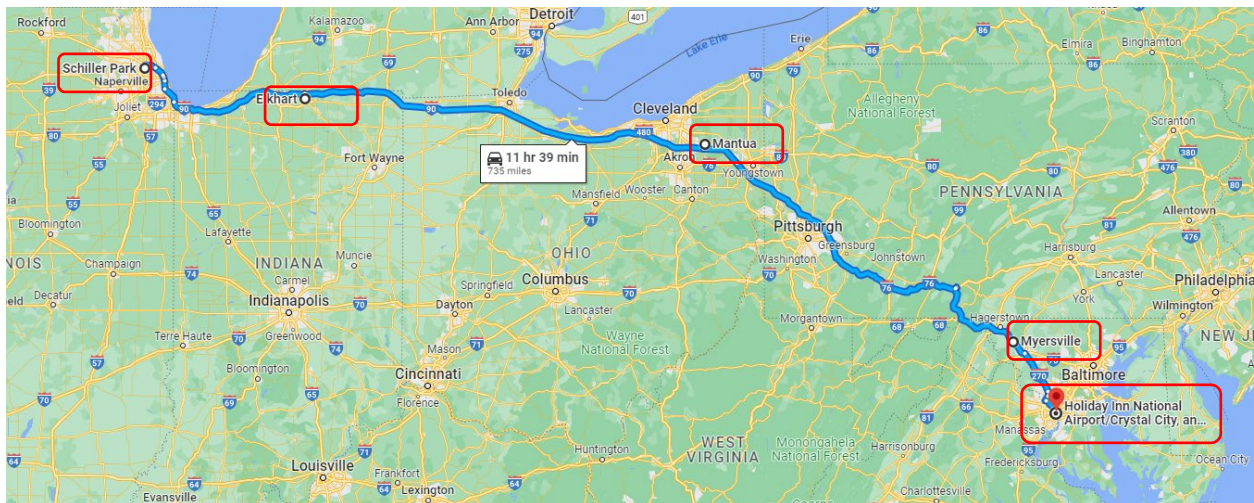 Rockford
Kalamazoo
Ann Arbor
Detroit
401
Erie
Elmira
Binghamton
Lake Erie
Schiller Park
Naperville
Joliet
Elkhart
Toledo
Cleveland
Mantua
Akron
Youngstown
Allegheny
National Forest
Scranton
11 hr 39 min
735 miles
Fort Wayne
Mansfield
Wooster
Canton
PENNSYLVANIA
Allentown
Bloomington
Lafayette
Muncie
OHIO
Pittsburgh
Greensburg
Johnstown
Washington
Harrisburg
Lancaster
York
Philadelphia
Wilmington
NOIS
Champaign
INDIANA
Carmel
Indianapolis
Springfield
Columbus
Dayton
Lancaster
Decatur
Terre Haute
Greenwood
Wayne
National Forest
Morgantown
Hagerstown
Myersville
Baltimore
NEW JE
Bloomington
Mason
Cincinnati
Florence
Holiday Inn National
Airport/Crystal City, an...
Manassas
WEST
VIRGINIA
Monongahela
National Forest
Harrisonburg
Fredericksburg
Ocean City
Louisville
Frankfort
Lexington
Huntington
Evansville
Charlottesville